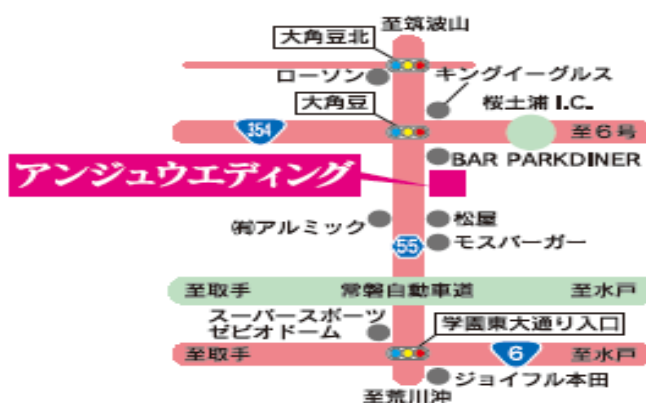 至筑波山
大角豆北
ローソン
キングイーグルス
大角豆
桜土浦 I.C.
354
至6号
BAR PARKDINER
アンジュウエディング
㈲アルミック
松屋
55
モスバーガー
至取手
常磐自動車道
至水戸
スーパースポーツ
ゼビオドーム
学園東大通り入口
至取手
6
至水戸
ジョイフル本田
至荒川沖